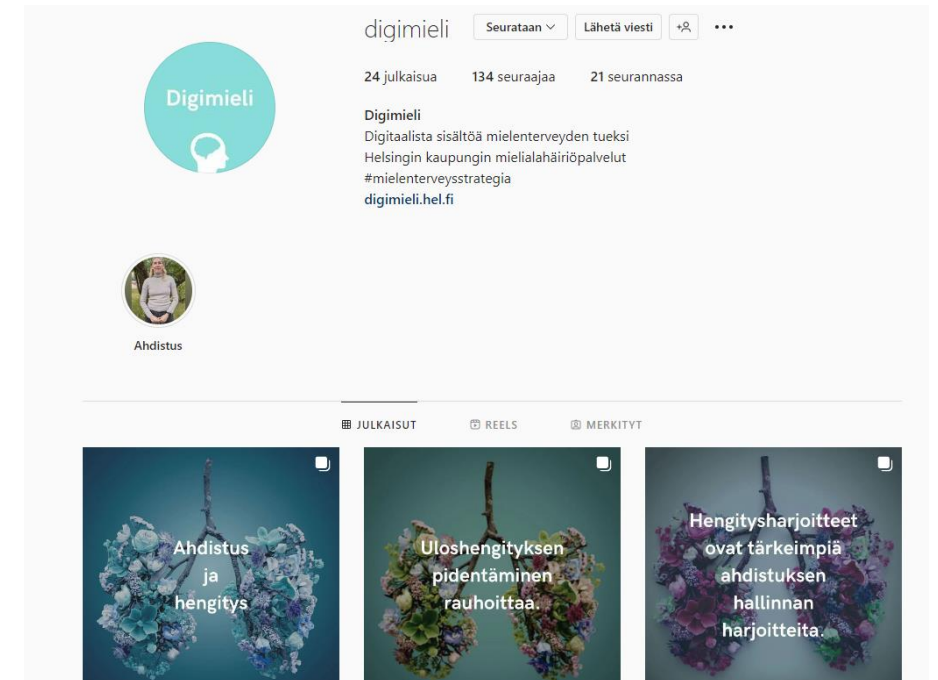 digimieli
Seurataan
Lähetä viesti
24 julkaisua 134 seuraajaa 21 seurannassa
Digimieli
Digimieli
Digitaalista sisältöä mielenterveyden tueksi
Helsingin kaupungin mielialahäiriöpalvelut
#mielenterveysstrategia
digimieli.hel.fi
Ahdistus
JULKAISUT REELS MERKITYT
Ahdistus
ja
hengitys
Uloshengityksen
pidentäminen
rauhoittaa.
Hengitysharjoitteet
ovat tärkeimpiä
ahdistuksen
hallinnan
harjoitteita.